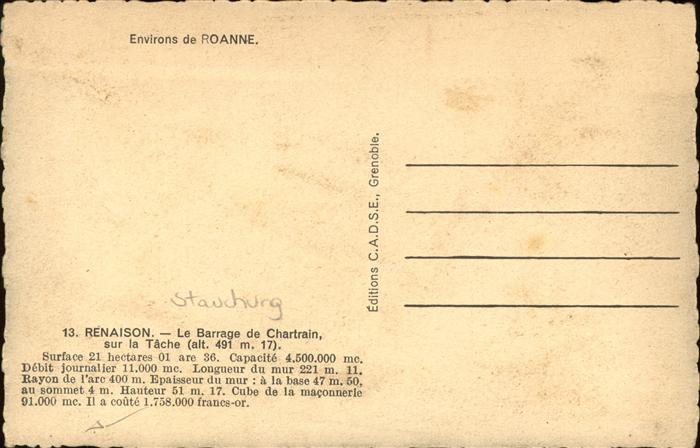 Environs de ROANNE.
Éditions C.A.D.S.E., Grenoble.
Stauchung
13. RENAISON. — Le Barrage de Chartrain,
sur la Tâche (alt. 491 m. 17).
Surface 21 hectares 01 are 36. Capacité 4.500.000 mc.
Débit journalier 11.000 mc. Longueur du mur 221 m. 11.
Rayon de l'arc 400 m. Epaisseur du mur : à la base 47 m. 50,
au sommet 4 m. Hauteur 51 m. 17. Cube de la maçonnerie
91.000 mc. Il a coûté 1.758.000 francs-or.